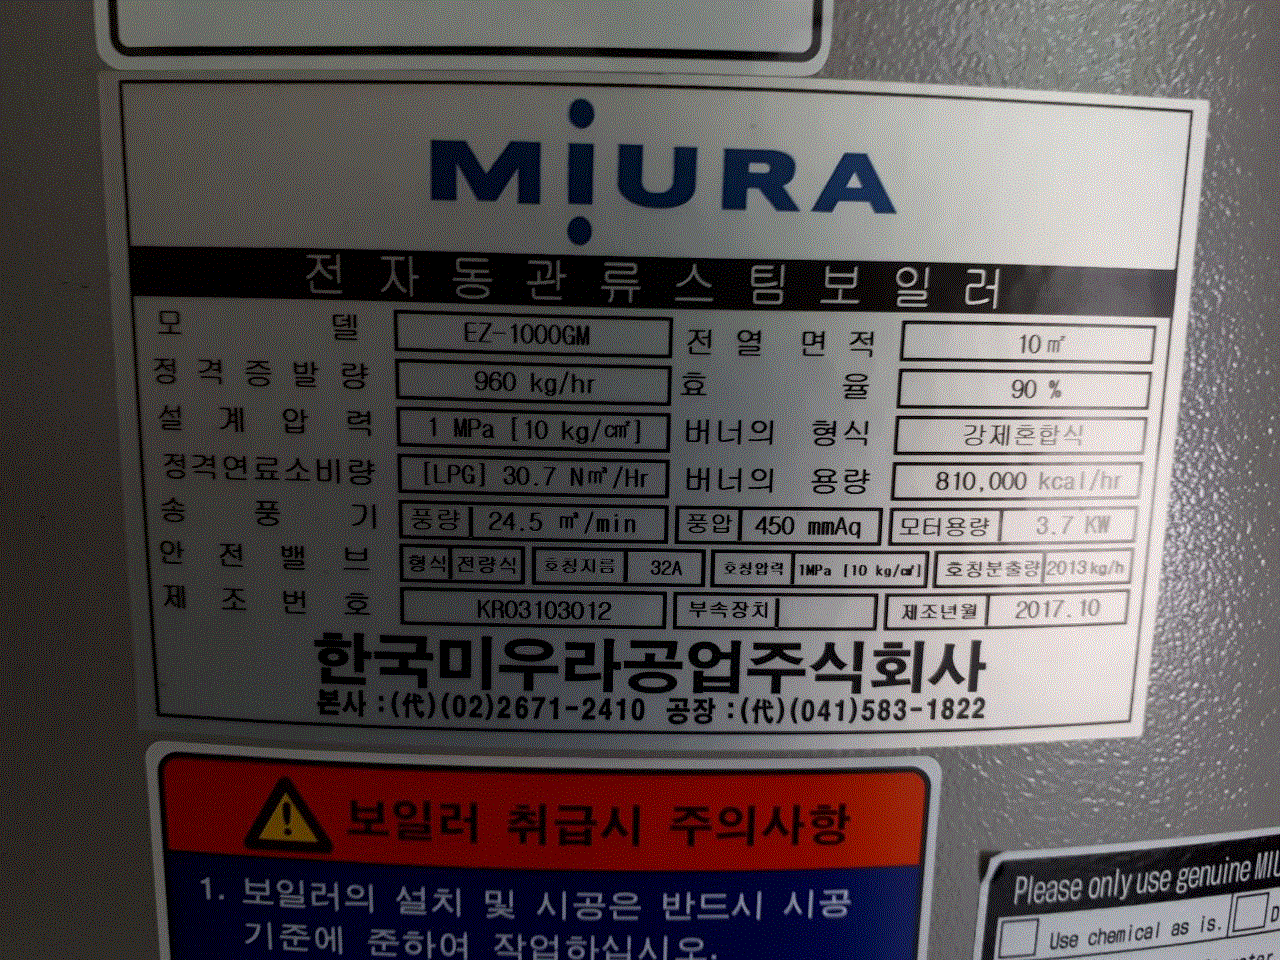 MIURA
전자동관류스팀보일러
모델 EZ-1000GM 전열면적 10㎡
정격증발량 960 kg/hr 효율 90 %
설계압력 1 MPa [10 kg/㎠] 버너의 형식 강제혼합식
정격연료소비량 [LPG] 30.7 N㎥/Hr 버너의 용량 810,000 kcal/hr
송풍기 풍량 24.5 ㎥/min 풍압 450 mmAq 모터용량 3.7 KW
안전밸브 형식 전량식 호칭지름 32A 호칭압력 1MPa [10 kg/㎠] 호칭분출량 2013kg/h
제조번호 KR03103012 부속장치 제조년월 2017.10
한국미우라공업주식회사
본사 :(代)(02)2671-2410 공장 :(代)(041)583-1822
보일러 취급시 주의사항
1. 보일러의 설치 및 시공은 반드시 시공
기준에 준하여 작업하십시오.
Please only use genuine MIU
Use chemical as is. D